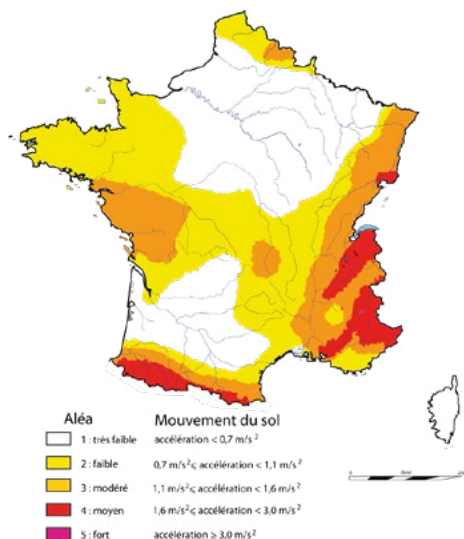 Aléa Mouvement du sol
1 : très faible accélération < 0,7 m/s²
2 : faible 0,7 m/s² ⩽ accélération < 1,1 m/s²
3 : modéré 1,1 m/s² ⩽ accélération < 1,6 m/s²
4 : moyen 1,6 m/s² ⩽ accélération < 3,0 m/s²
5 : fort accélération ⩾ 3,0 m/s²